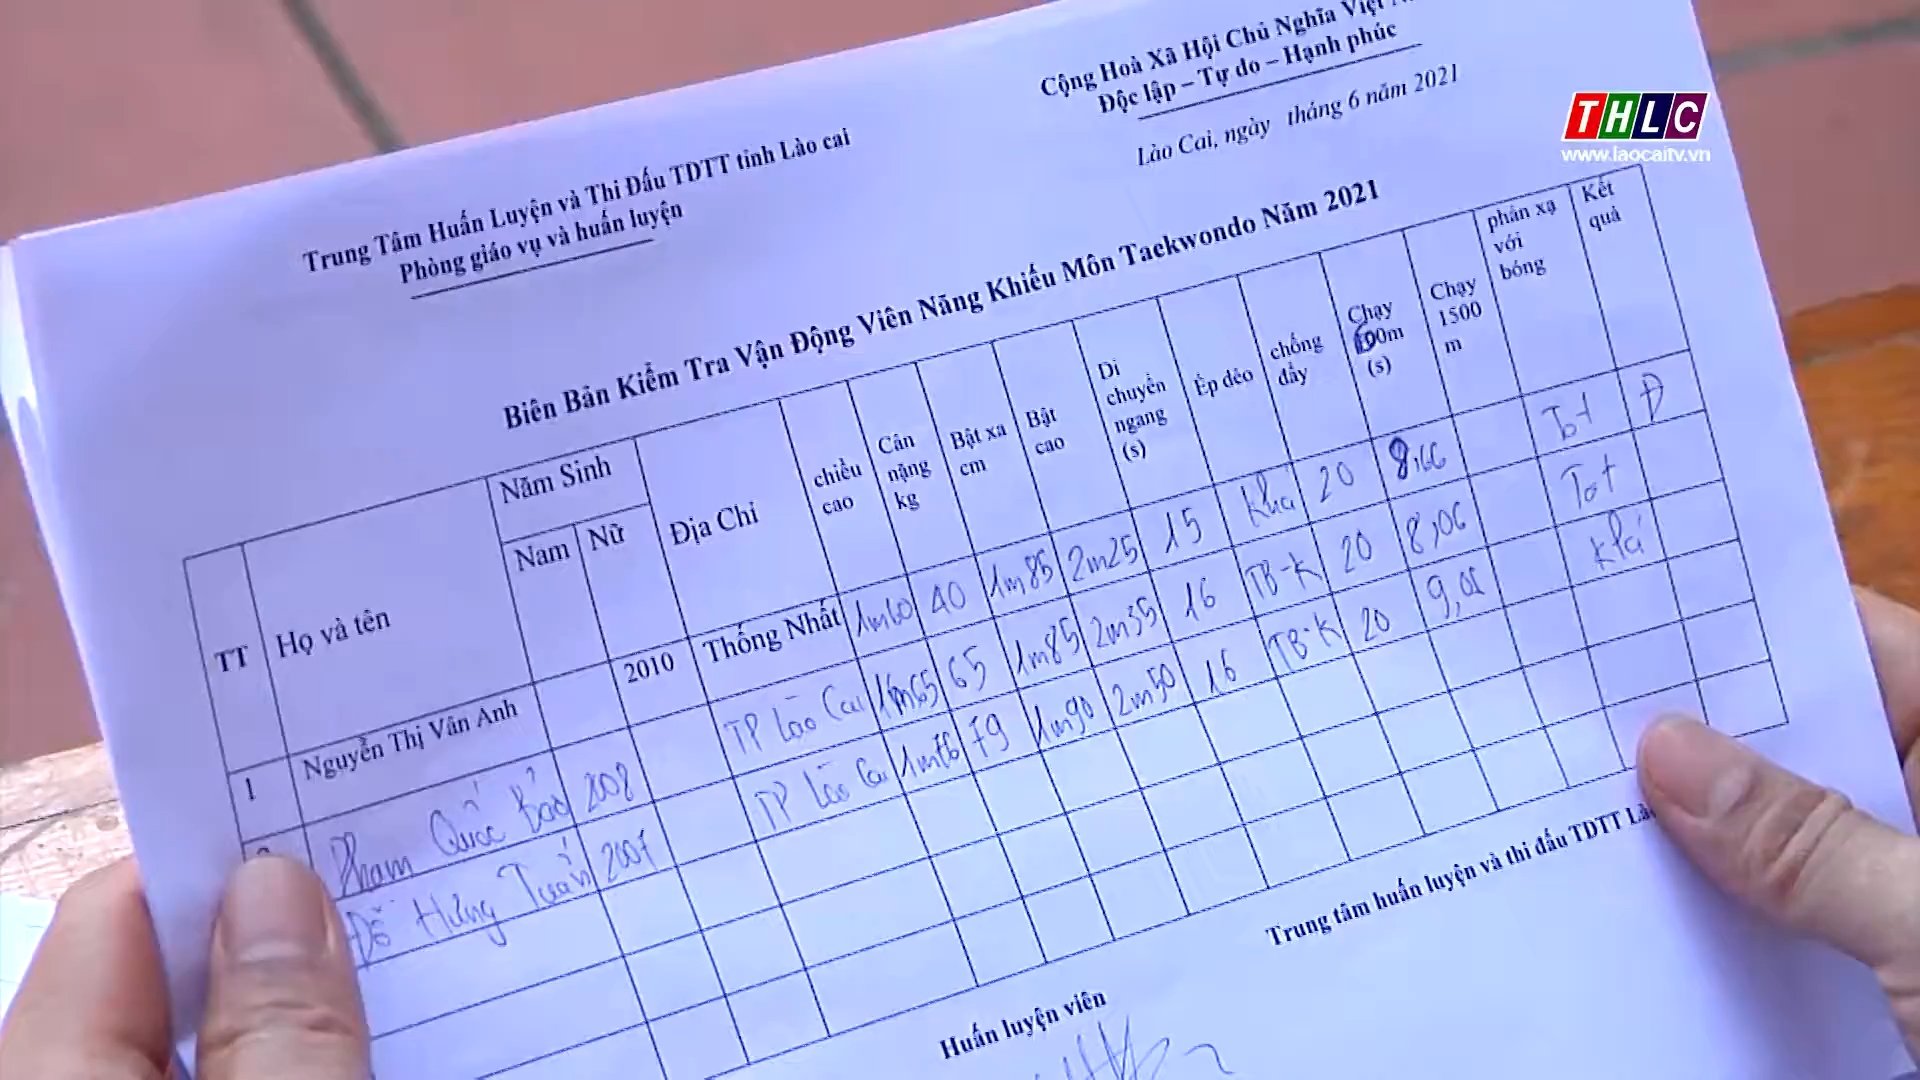 Cộng Hoà Xã Hội Chủ Nghĩa Việt
Độc lập – Tự do – Hạnh phúc
Lào Cai, ngày tháng 6 năm 2021
THLC
www.laocaitv.vn
Trung Tâm Huấn Luyện và Thi Đấu TDTT tỉnh Lào cai
Phòng giáo vụ và huấn luyện
Biên Bản Kiểm Tra Vận Động Viên Năng Khiếu Môn Taekwondo Năm 2021
TT Họ và tên Năm Sinh Nam Nữ Địa Chỉ chiều cao Cân nặng kg Bật xa cm Bật cao Di chuyển ngang (s) Ép dẻo chống đẩy Chạy 00m (s) Chạy 1500 m phản xạ với bóng Kết quả
1 Nguyễn Thị Vân Anh 2010 Thống Nhất 1m60 40 1m85 2m25 15 Khá 20 8,66 Tot Đ
Phạm Quốc Bảo 2008 TP Lào Cai 1m65 65 1m85 2m35 16 TB-K 20 8,06 Tot
Đỗ Hưng Tuấn 2007 TP Lào Cai 1m76 79 1m90 2m50 16 TB-K 20 khá
Trung tâm huấn luyện và thi đấu TDTT Lào
Huấn luyện viên